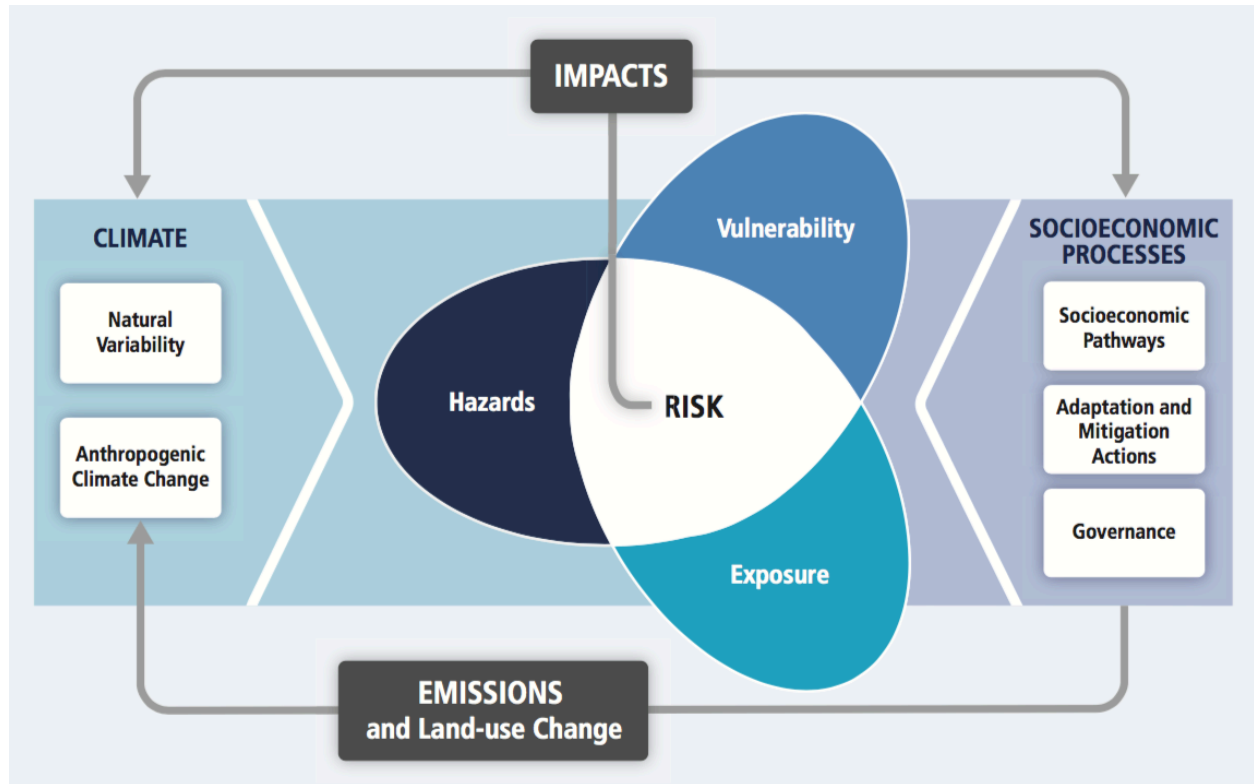 IMPACTS
CLIMATE
Natural
Variability
Anthropogenic
Climate Change
Vulnerability
Hazards
RISK
Exposure
SOCIOECONOMIC
PROCESSES
Socioeconomic
Pathways
Adaptation and
Mitigation
Actions
Governance
EMISSIONS
and Land-use Change